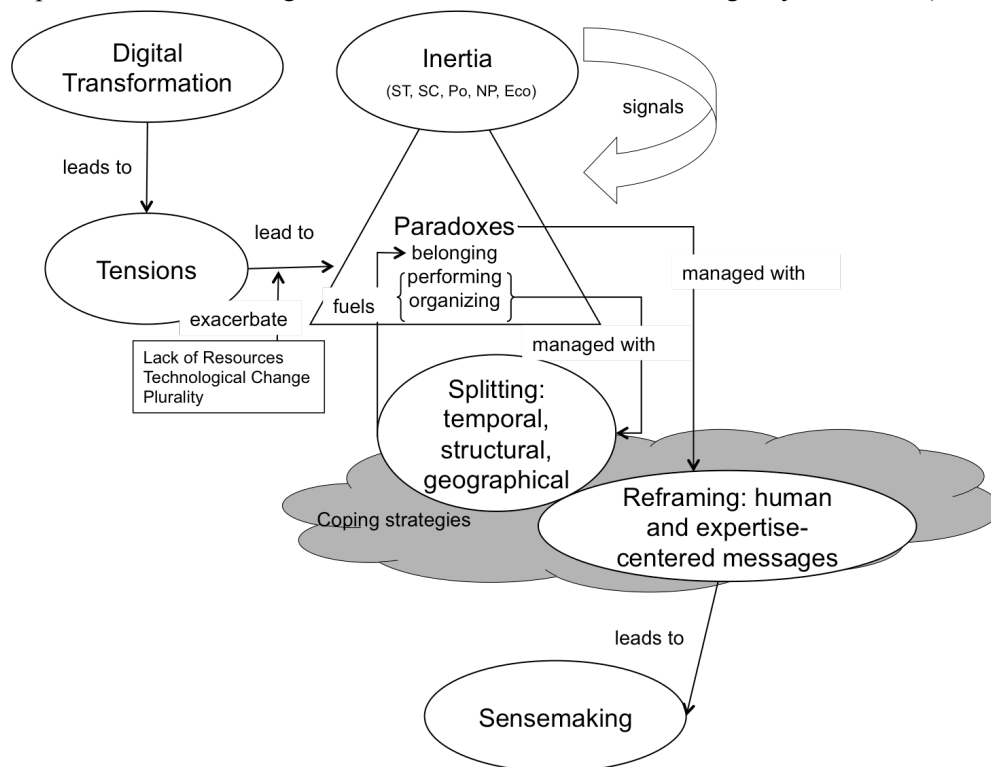 Digital
Transformation
Inertia
(ST, SC, Po, NP, Eco)
signals
leads to
Tensions
lead to
Paradoxes
belonging
performing
organizing
fuels
managed with
exacerbate
Lack of Resources
Technological Change
Plurality
managed with
Splitting:
temporal,
structural,
geographical
Coping strategies
Reframing: human
and expertise-
centered messages
leads to
Sensemaking